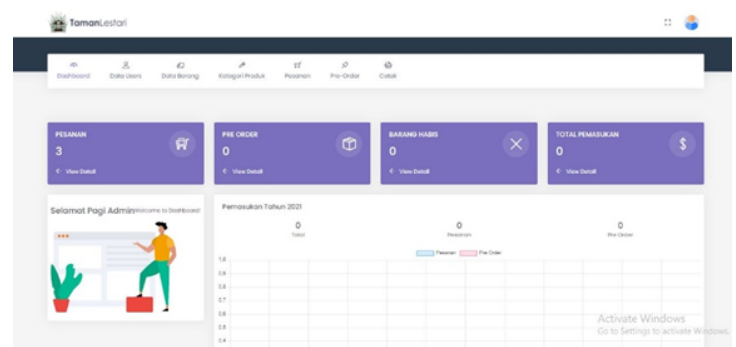 TamanLestari
Dashboard Data Users Data Barang Kategori Produk Pesanan Pre-Order Cetak
PESANAN
3
View Detail
PRE ORDER
0
View Detail
BARANG HABIS
0
View Detail
TOTAL PEMASUKAN
0
View Detail
Selamat Pagi Admin Welcome to Dashboard!
Pemasukan Tahun 2021
0
Total
0
Pesanan
0
Pre Order
Pesanan Pre Order
1,0
0,9
0,8
0,7
0,6
0,5
0,4
Activate Windows
Go to Settings to activate Windows.